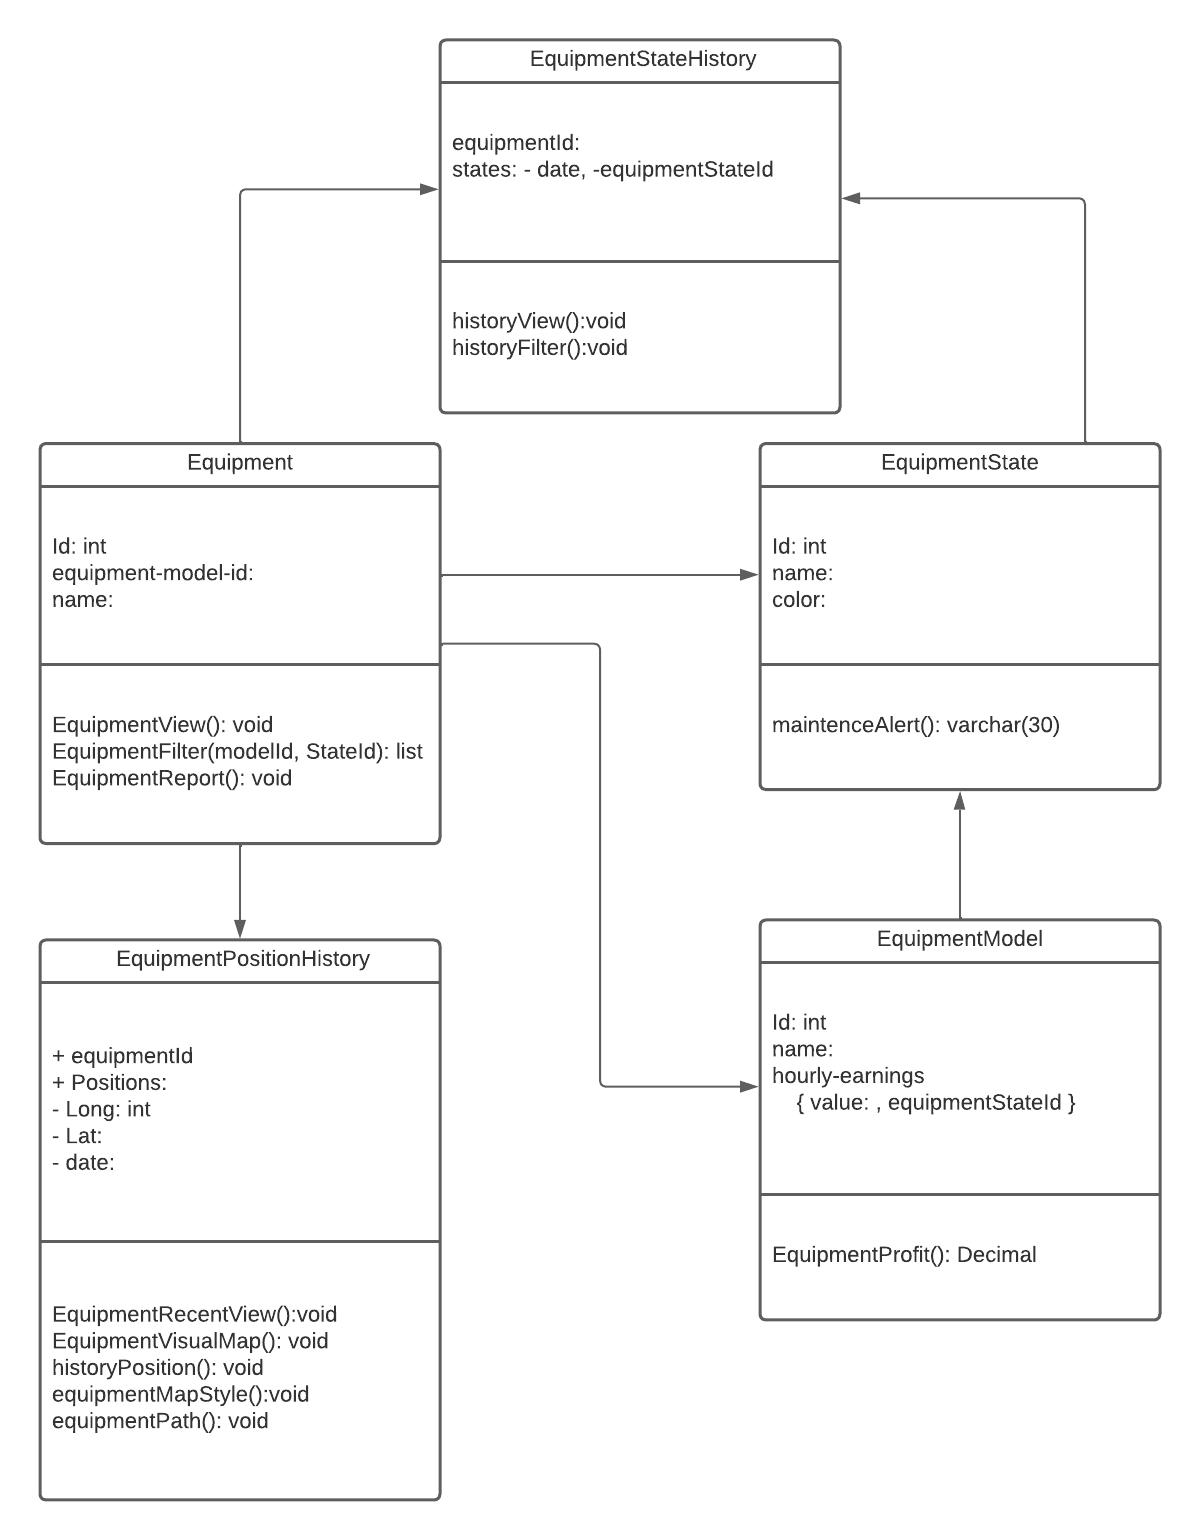 EquipmentStateHistory
equipmentId:
states: - date, -equipmentStateId
historyView():void
historyFilter():void
Equipment
Id: int
equipment-model-id:
name:
EquipmentView(): void
EquipmentFilter(modelId, StateId): list
EquipmentReport(): void
EquipmentState
Id: int
name:
color:
maintenceAlert(): varchar(30)
EquipmentPositionHistory
+ equipmentId
+ Positions:
- Long: int
- Lat:
- date:
EquipmentRecentView():void
EquipmentVisualMap(): void
historyPosition(): void
equipmentMapStyle():void
equipmentPath(): void
EquipmentModel
Id: int
name:
hourly-earnings
{ value: , equipmentStateId }
EquipmentProfit(): Decimal